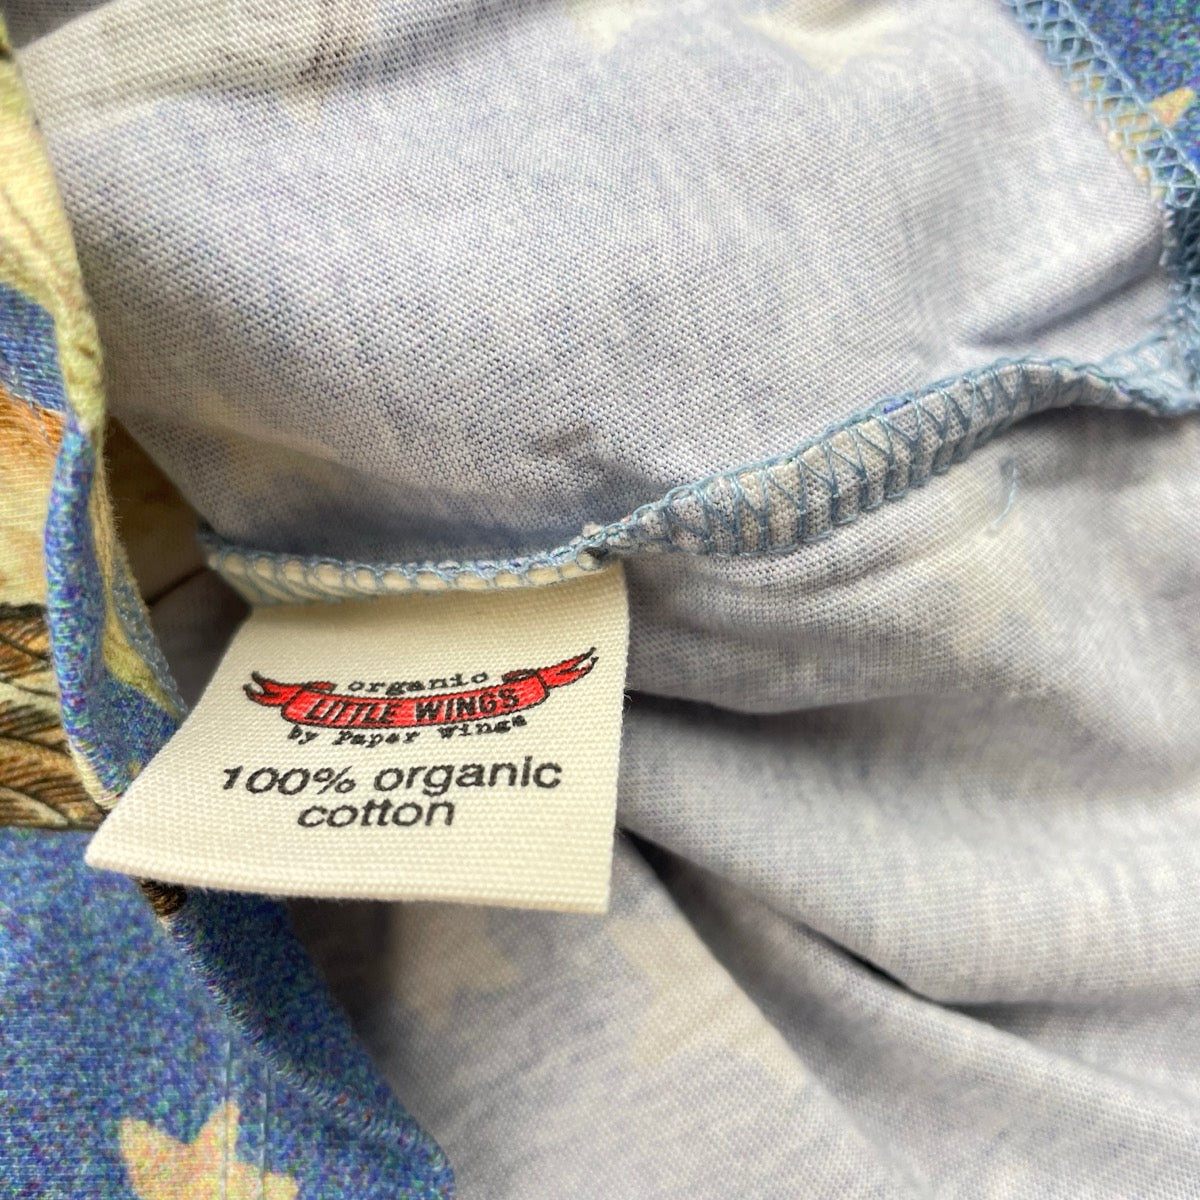 organic
LITTLE WINGS
by Paper Wings
100% organic
cotton